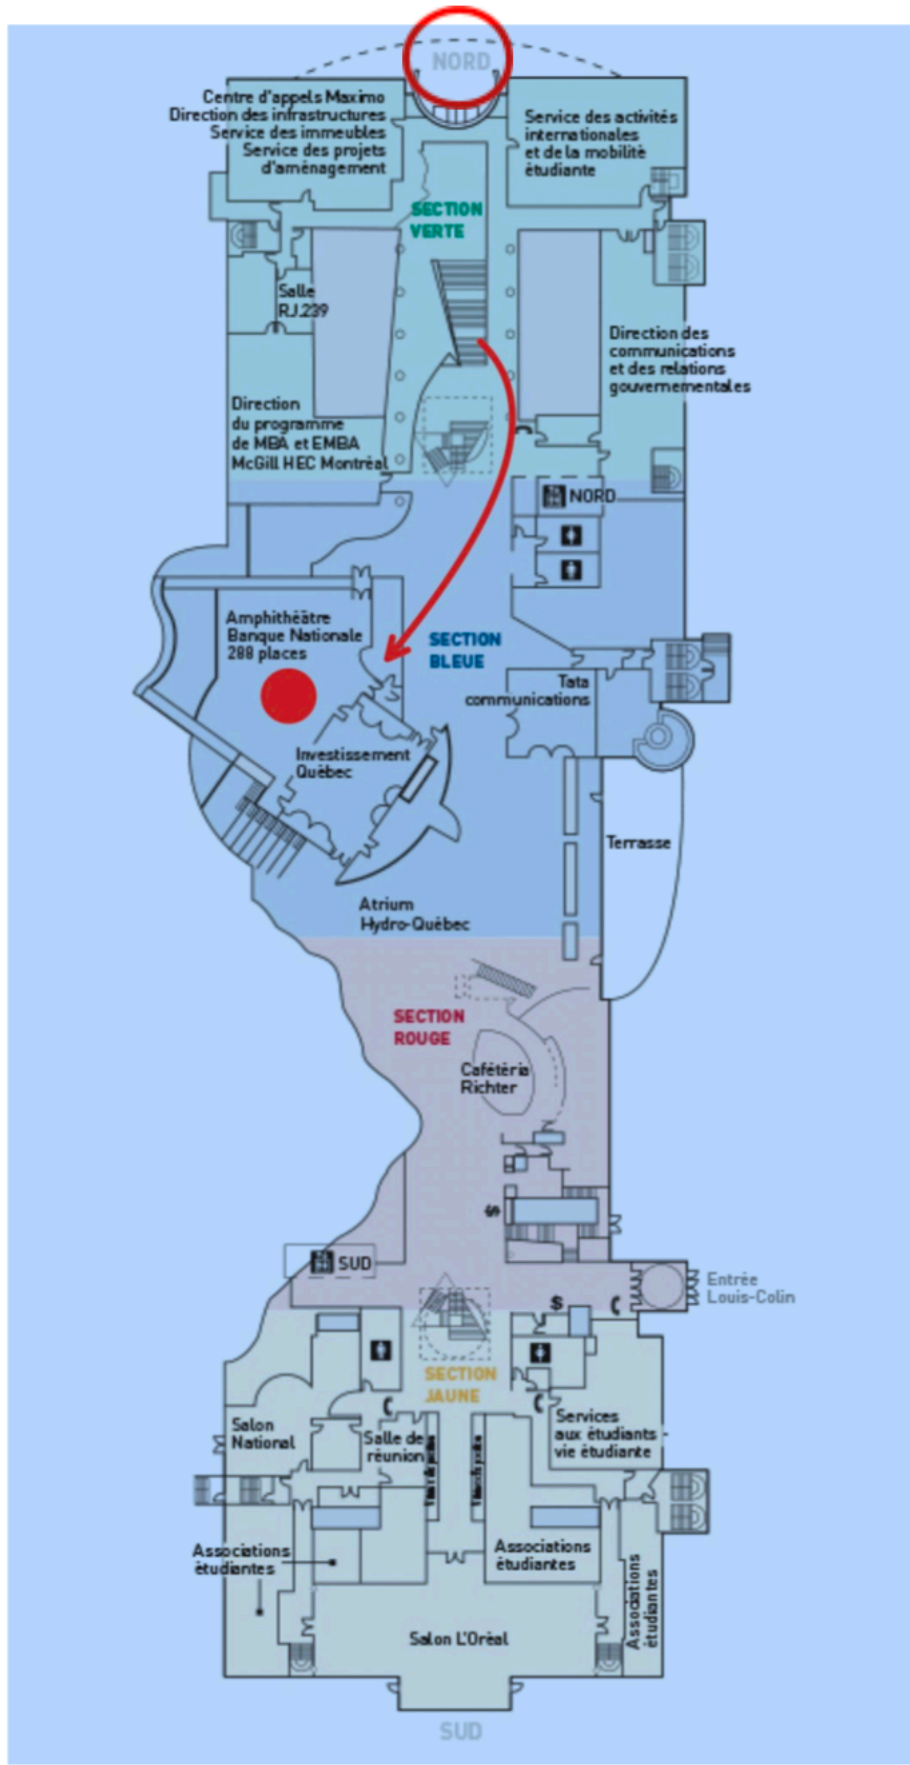 NORD
Centre d'appels Maximo
Direction des infrastructures
Service des immeubles
Service des projets
d'aménagement
Service des activités
internationales
et de la mobilité
étudiante
SECTION
VERTE
Salle
RJ.239
Direction des
communications
et des relations
gouvernementales
Direction
du programme
de MBA et EMBA
McGill HEC Montréal
NORD
Amphithéâtre
Banque Nationale
288 places
SECTION
BLEUE
Tata
communications
Investissement
Québec
Terrasse
Atrium
Hydro-Québec
SECTION
ROUGE
Cafétéria
Richter
$
SUD
Entrée
Louis-Colin
$
SECTION
JAUNE
Salon
National
Salle de
réunion
Services
aux étudiants
vie étudiante
Associations
étudiantes
Associations
étudiantes
Associations
étudiantes
Salon L'Oréal
SUD